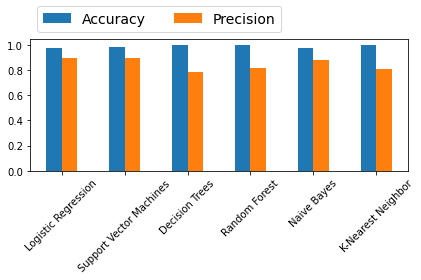 Accuracy Precision
1.0
0.8
0.6
0.4
0.2
0.0
Logistic Regression
Support Vector Machines
Decision Trees
Random Forest
Naive Bayes
K-Nearest Neighbor